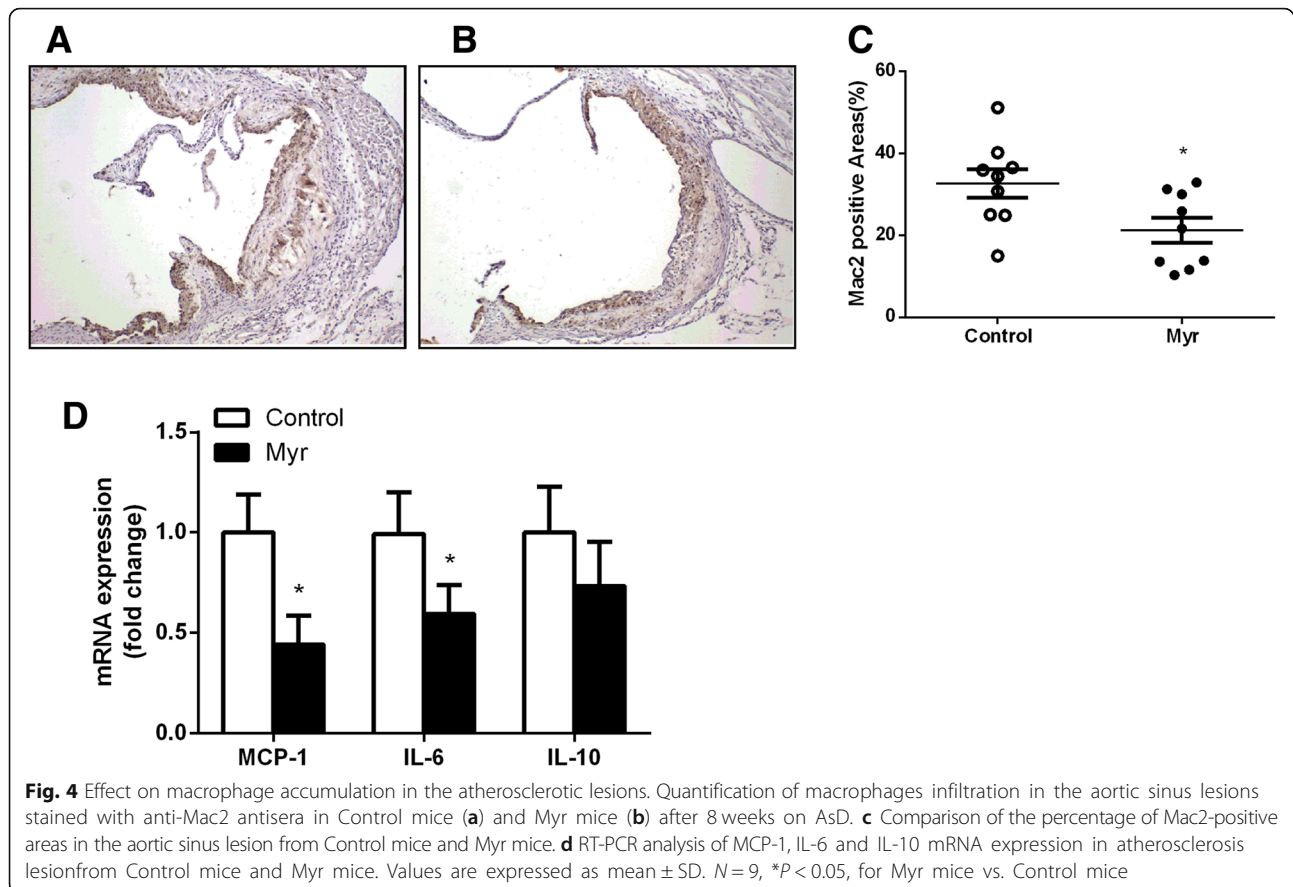 A
B
C
Mac2 positive Areas(%)
60
40
20
0
*
Control
Myr
D
Control
Myr
mRNA expression
(fold change)
1.5
1.0
0.5
0.0
*
*
MCP-1
IL-6
IL-10
Fig. 4 Effect on macrophage accumulation in the atherosclerotic lesions. Quantification of macrophages infiltration in the aortic sinus lesions
stained with anti-Mac2 antisera in Control mice (a) and Myr mice (b) after 8 weeks on AsD. c Comparison of the percentage of Mac2-positive
areas in the aortic sinus lesion from Control mice and Myr mice. d RT-PCR analysis of MCP-1, IL-6 and IL-10 mRNA expression in atherosclerosis
lesionfrom Control mice and Myr mice. Values are expressed as mean ± SD. N = 9, *P < 0.05, for Myr mice vs. Control mice